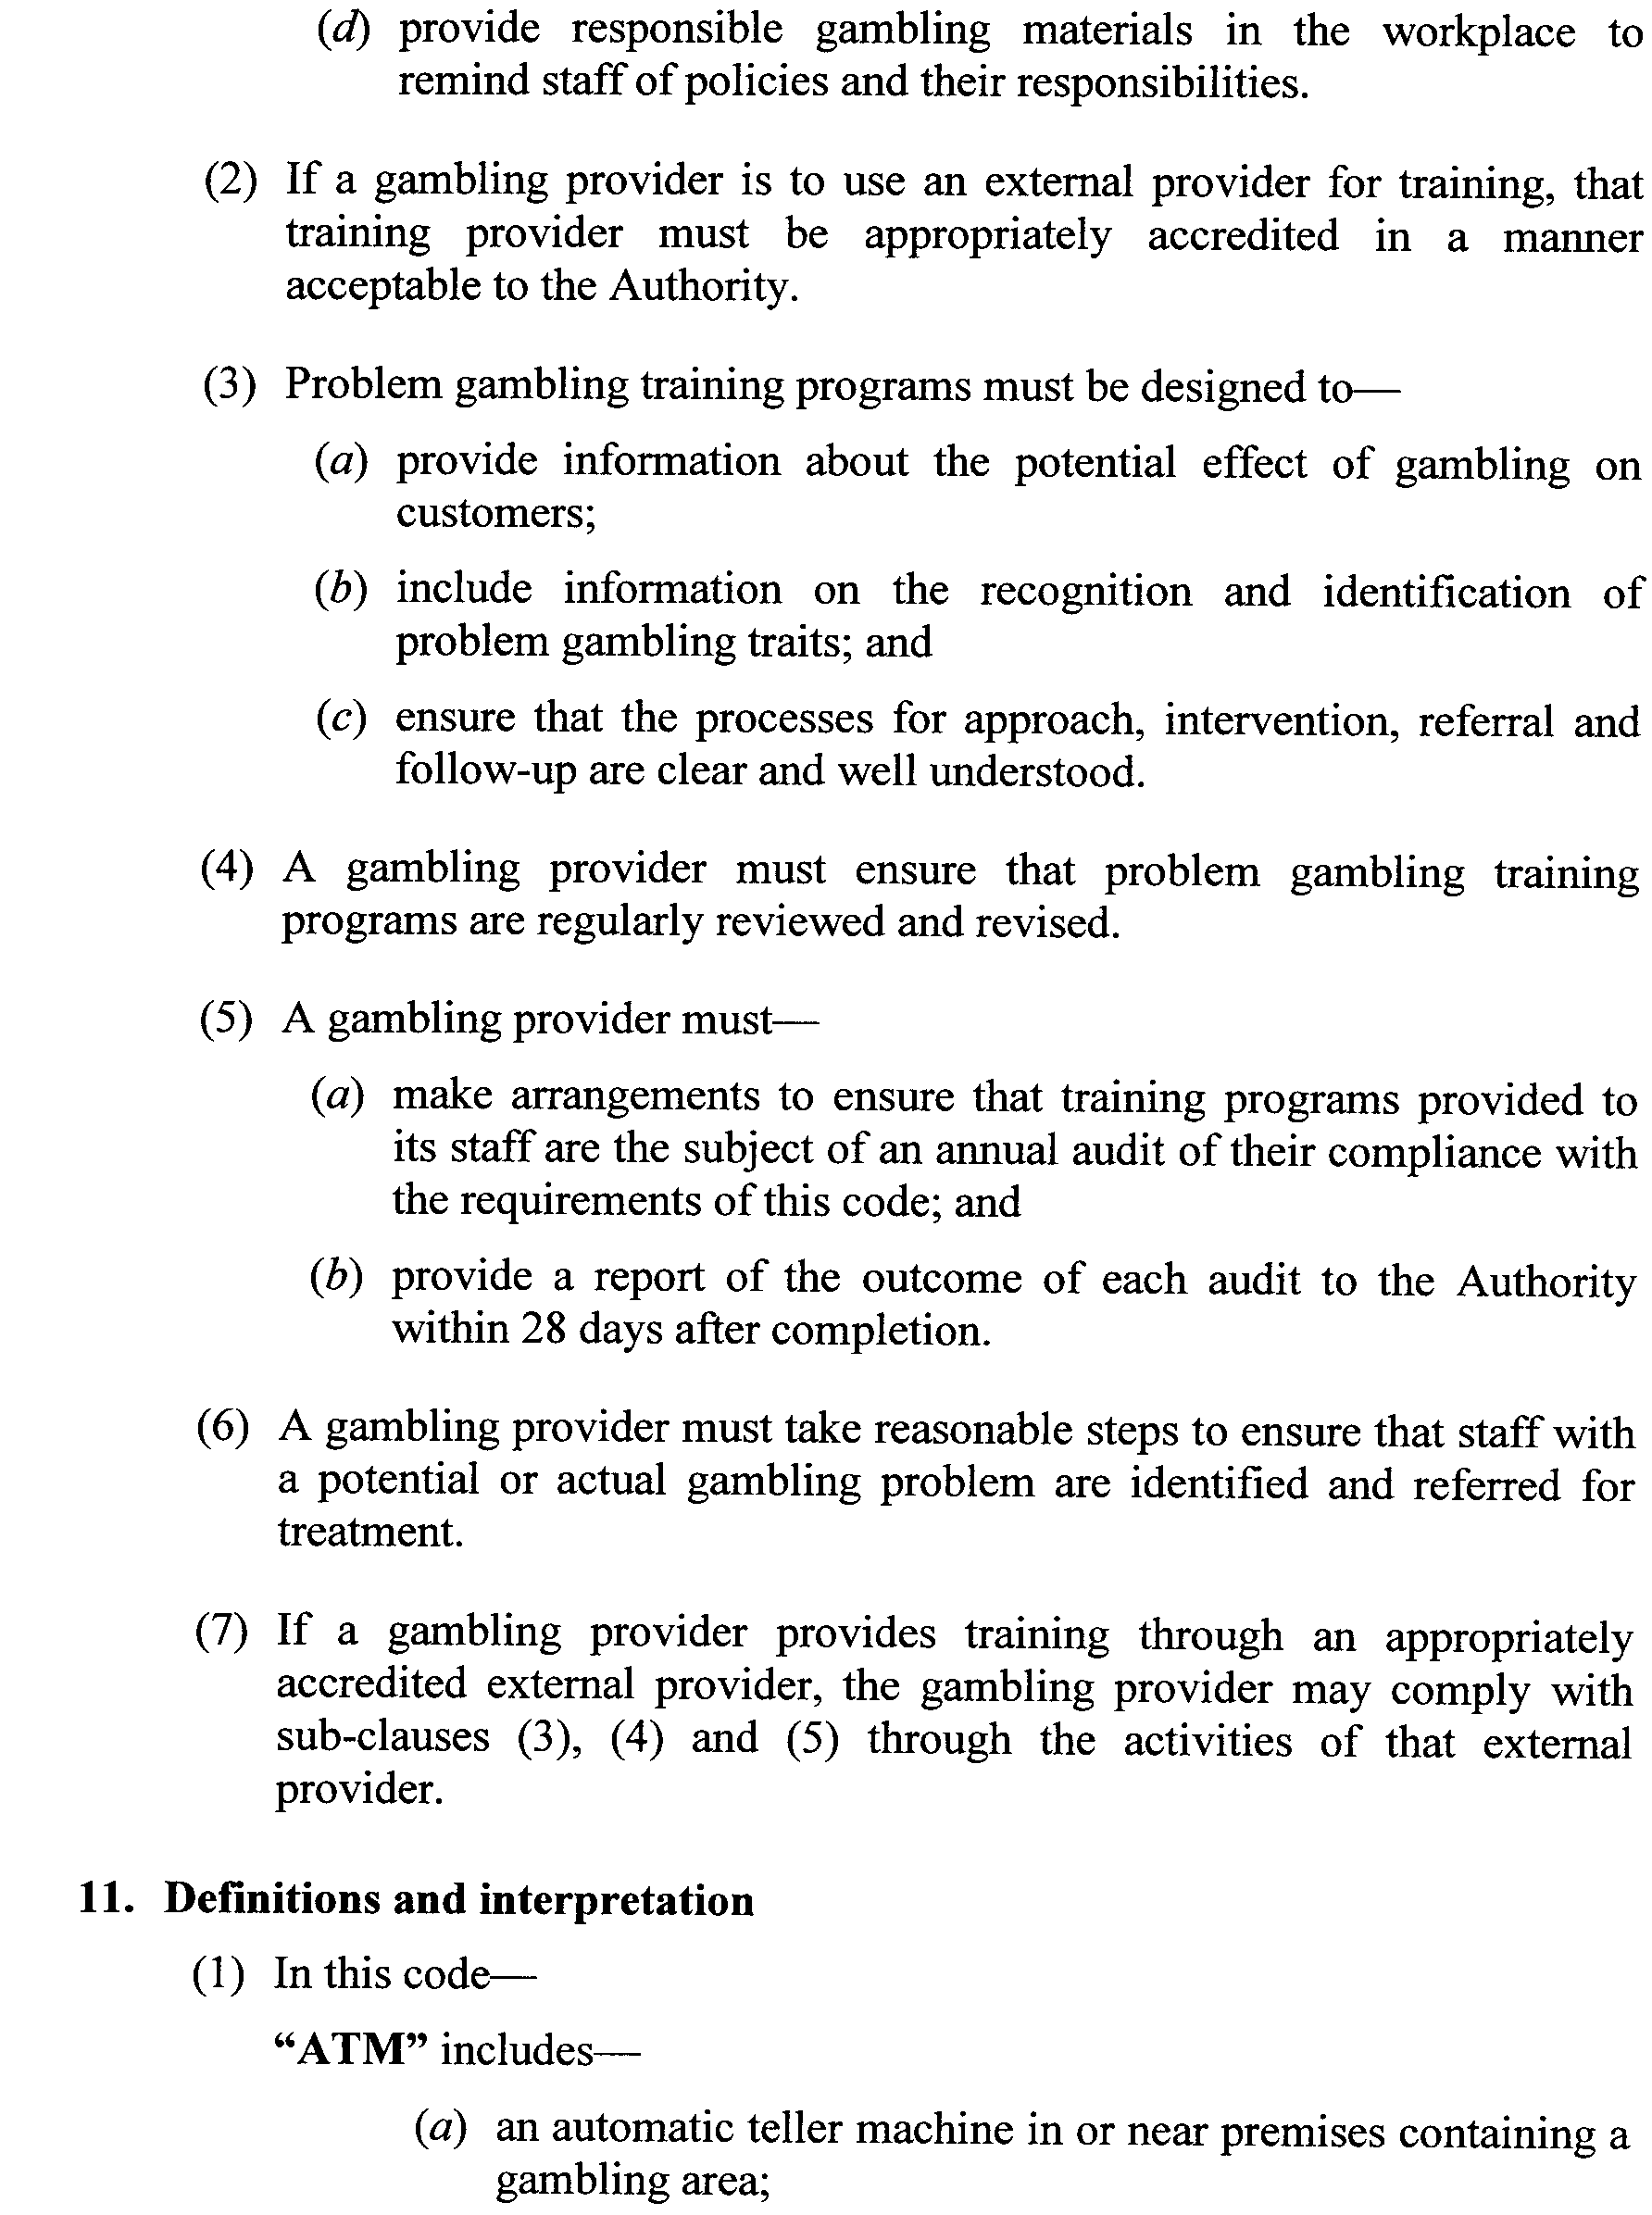 (d) provide responsible gambling materials in the workplace to
remind staff of policies and their responsibilities.
(2) If a gambling provider is to use an external provider for training, that
training provider must be appropriately accredited in a manner
acceptable to the Authority.
(3) Problem gambling training programs must be designed to—
(a) provide information about the potential effect of gambling on
customers;
(b) include information on the recognition and identification of
problem gambling traits; and
(c) ensure that the processes for approach, intervention, referral and
follow-up are clear and well understood.
(4) A gambling provider must ensure that problem gambling training
programs are regularly reviewed and revised.
(5) A gambling provider must—
(a) make arrangements to ensure that training programs provided to
its staff are the subject of an annual audit of their compliance with
the requirements of this code; and
(b) provide a report of the outcome of each audit to the Authority
within 28 days after completion.
(6) A gambling provider must take reasonable steps to ensure that staff with
a potential or actual gambling problem are identified and referred for
treatment.
(7) If a gambling provider provides training through an appropriately
accredited external provider, the gambling provider may comply with
sub-clauses (3), (4) and (5) through the activities of that external
provider.
11. Definitions and interpretation
(1) In this code—
“ATM” includes—
(a) an automatic teller machine in or near premises containing a
gambling area;